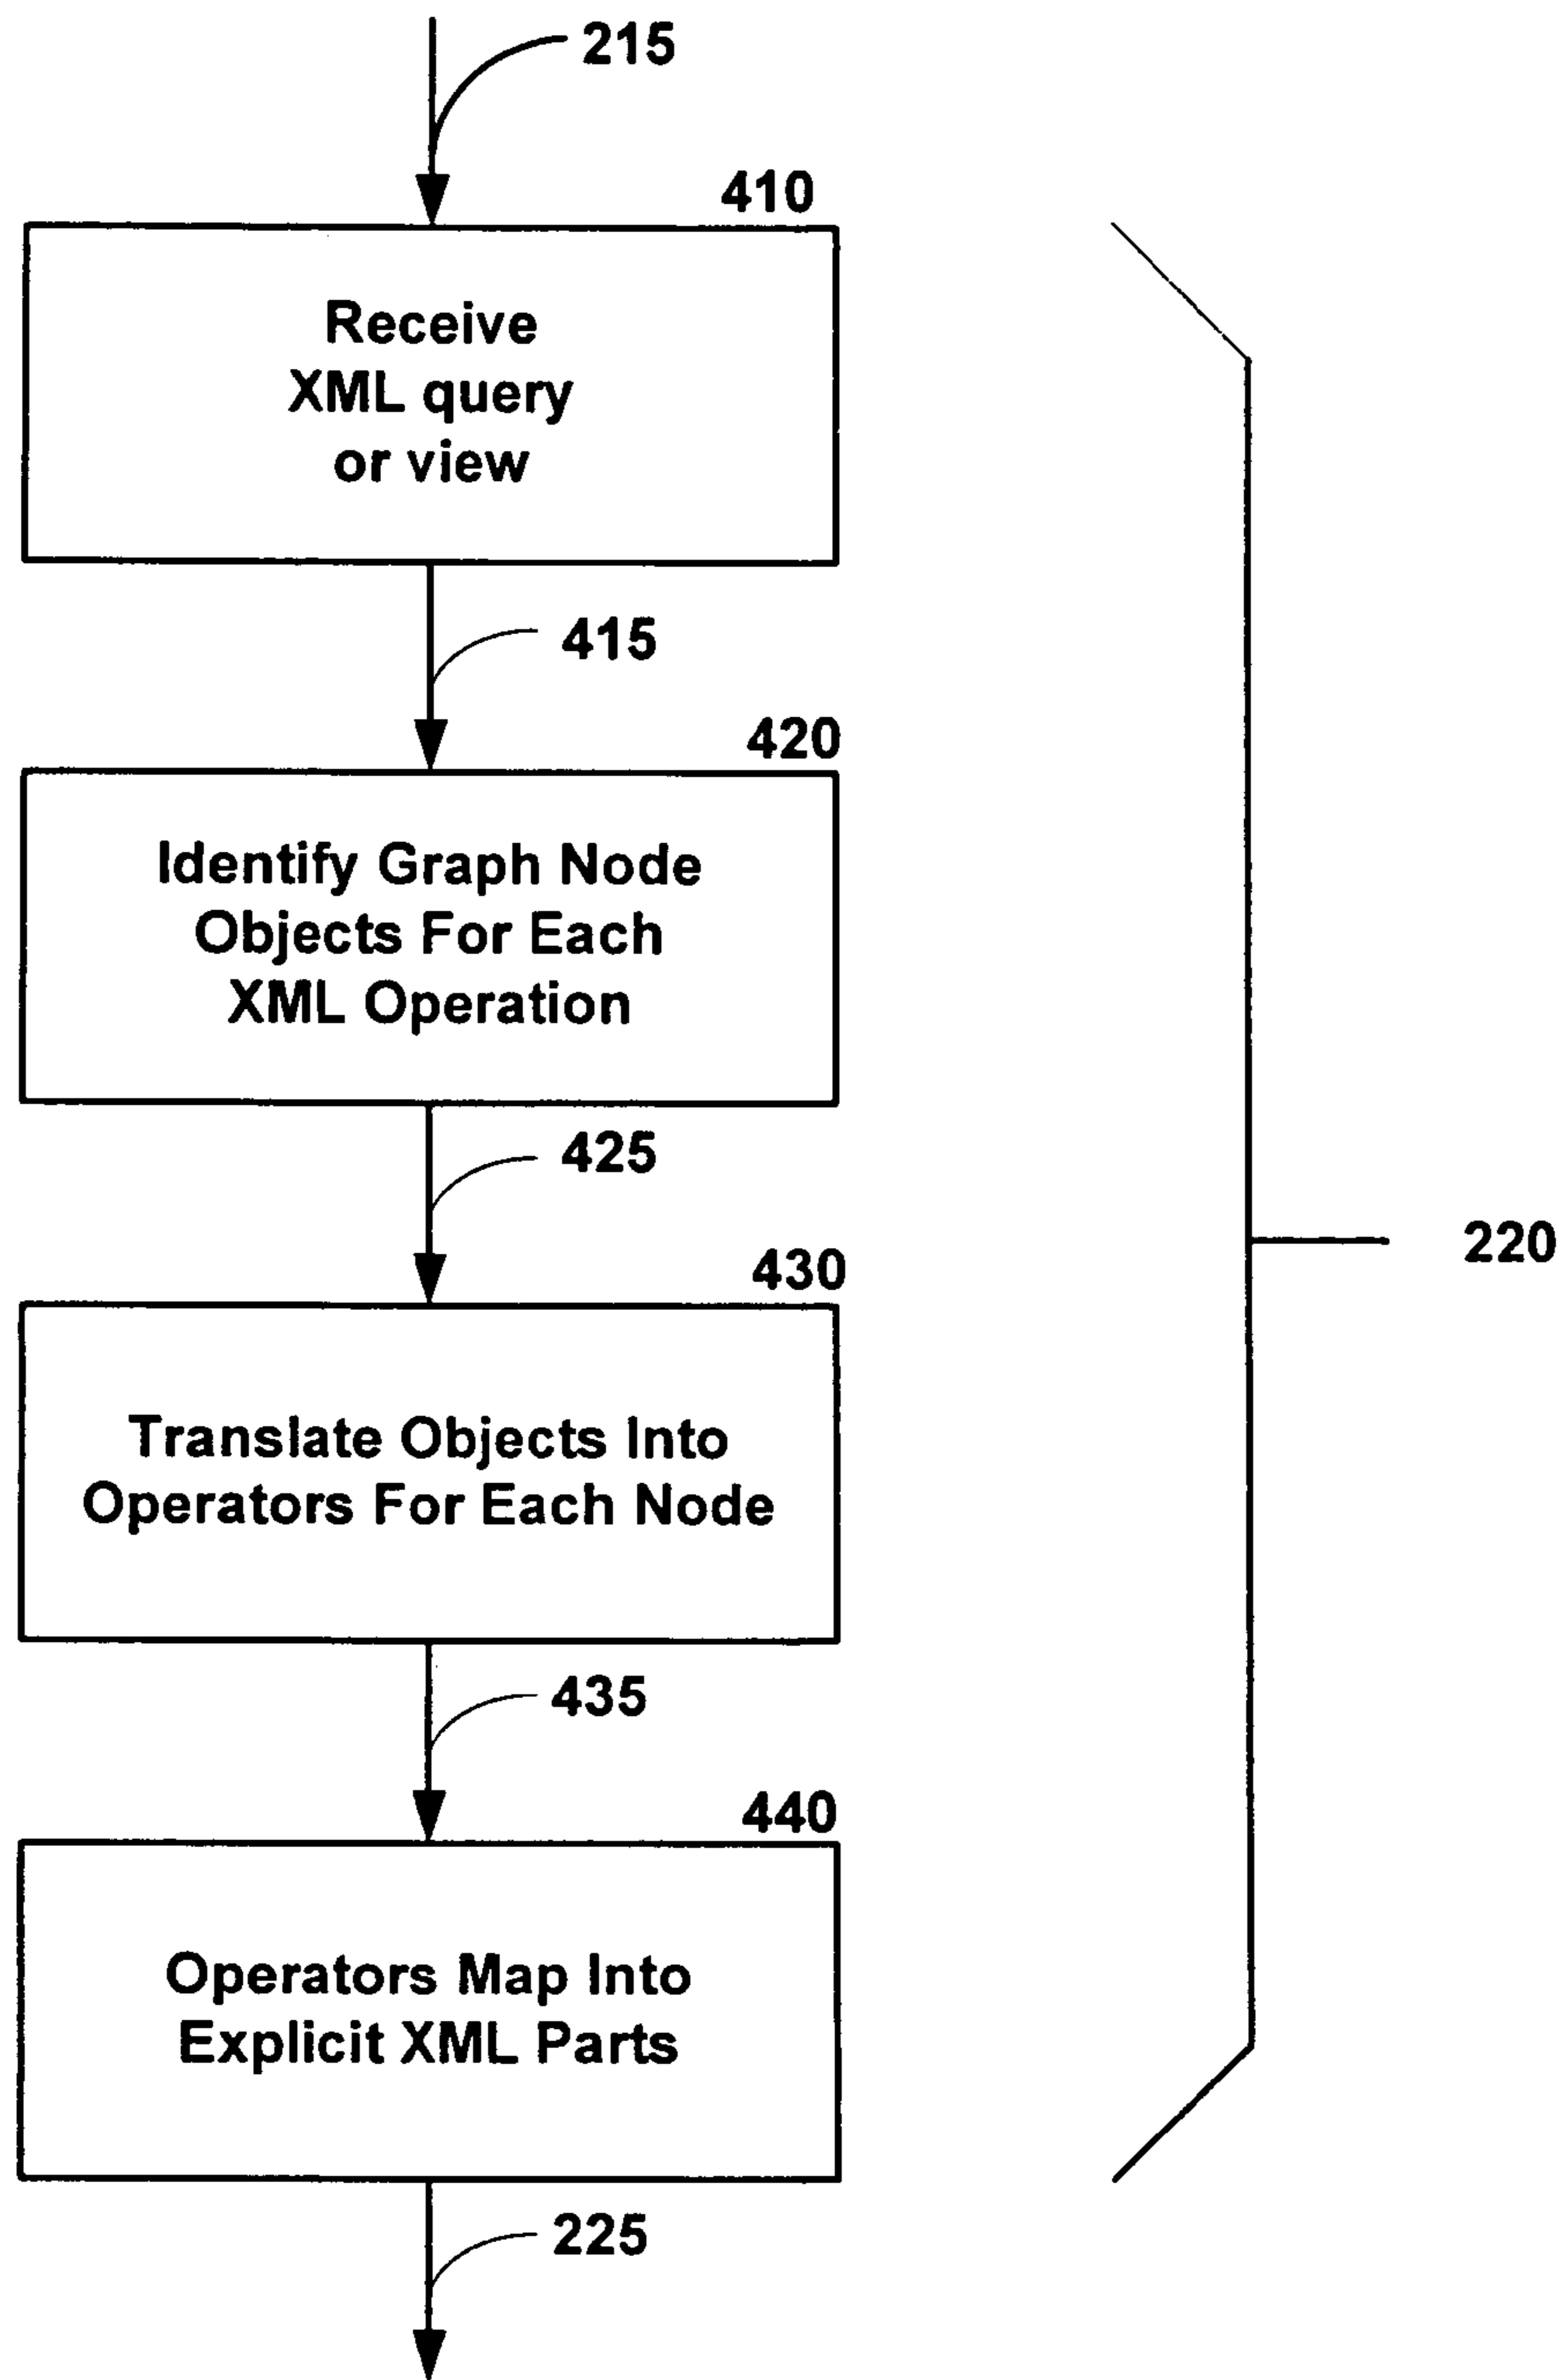 215
410
Receive
XML query
or view
415
420
Identify Graph Node
Objects For Each
XML Operation
425
220
430
Translate Objects Into
Operators For Each Node
435
440
Operators Map Into
Explicit XML Parts
225